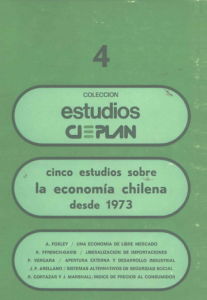 4
COLECCION
estudios
CIEPLAN
cinco estudios sobre
la economía chilena
desde 1973
A. FOXLEY / UNA ECONOMIA DE LIBRE MERCADO
R. FFRENCH-DAVIS / LIBERALIZACION DE IMPORTACIONES
P. VERGARA / APERTURA EXTERNA Y DESARROLLO INDUSTRIAL
J.P. ARELLANO / SISTEMAS ALTERNATIVOS DE SEGURIDAD SOCIAL
R. CORTAZAR y J. MARSHALL / INDICE DE PRECIOS AL CONSUMIDOR